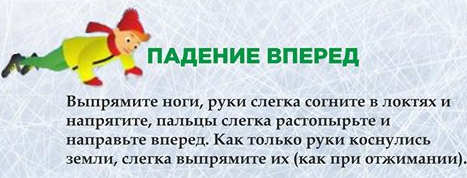 ПАДЕНИЕ ВПЕРЕД
Выпрямите ноги, руки слегка согните в локтях и
напрягите, пальцы слегка растопырьте и
направьте вперед. Как только руки коснулись
земли, слегка выпрямите их (как при отжимании).